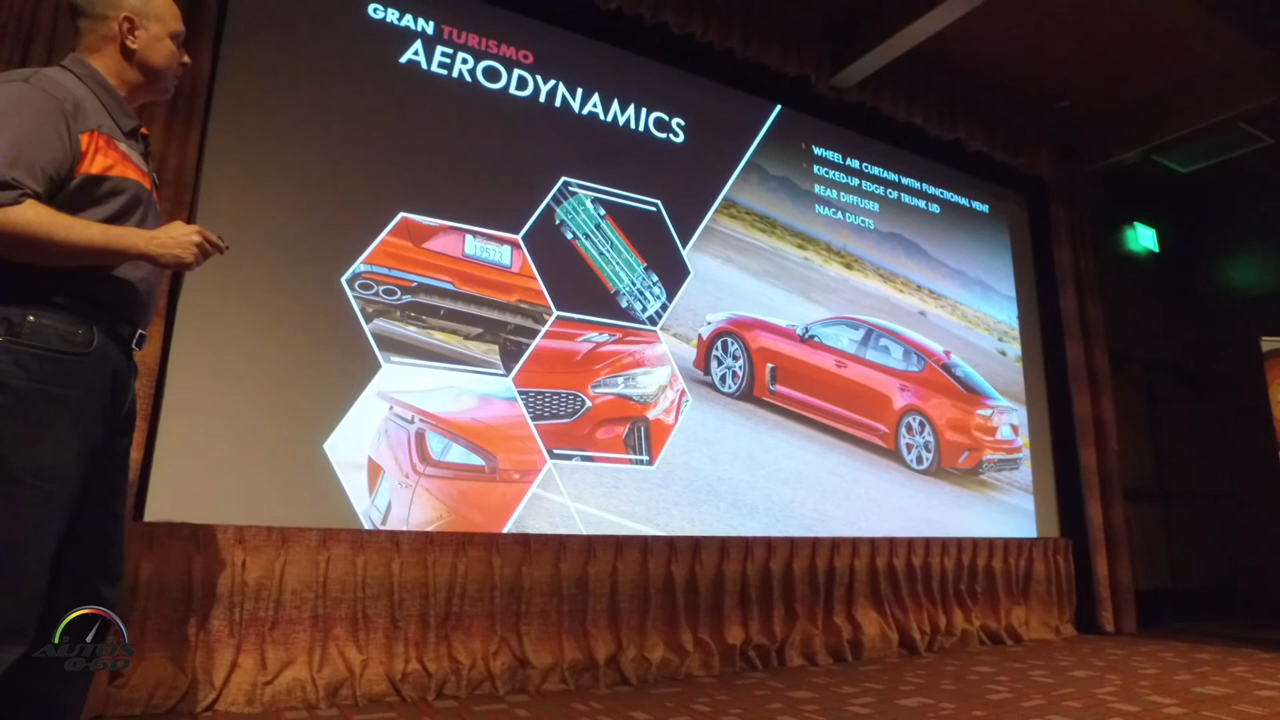 GRAN TURISMO
AERODYNAMICS
WHEEL AIR CURTAIN WITH FUNCTIONAL VENT
KICKED-UP EDGE OF TRUNK LID
REAR DIFFUSER
NACA DUCTS
19573
AUTOS
0-60